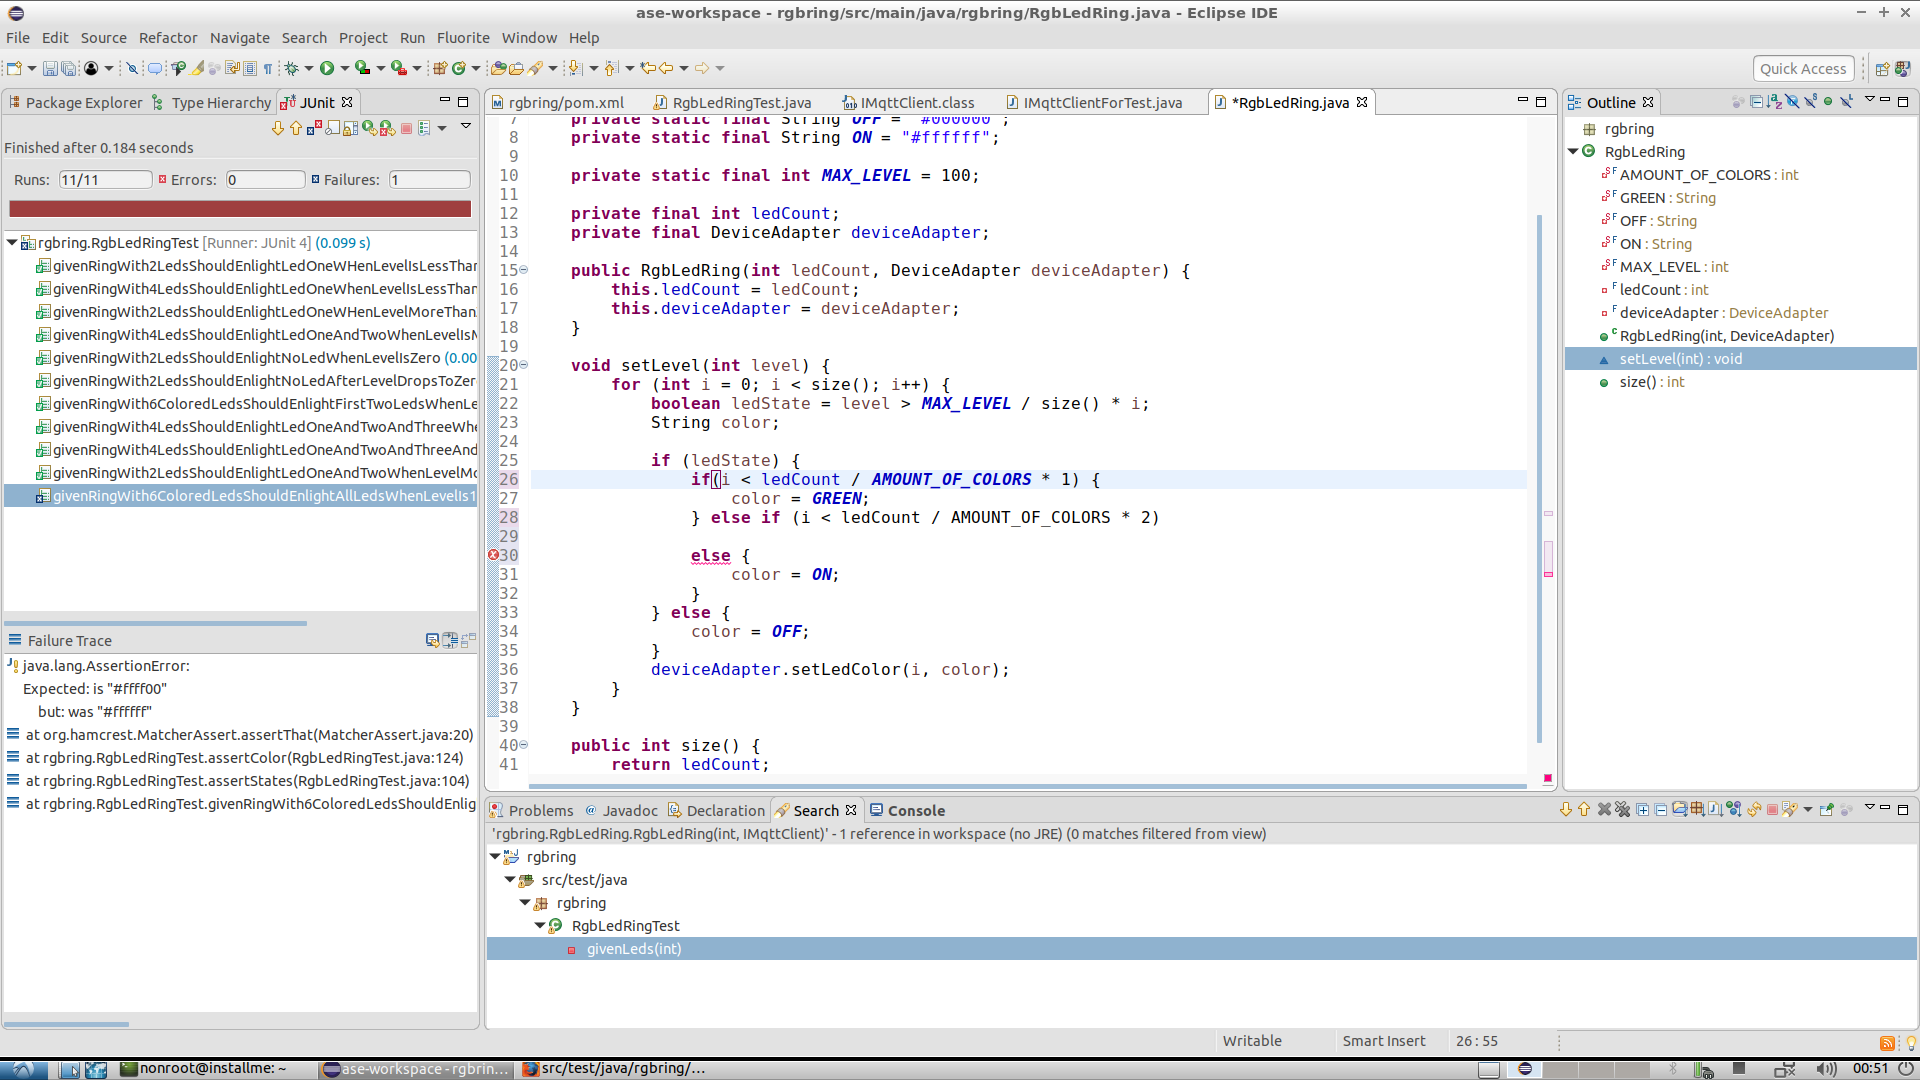 ase-workspace - rgbring/src/main/java/rgbring/RgbLedRing.java - Eclipse IDE
File Edit Source Refactor Navigate Search Project Run Fluorite Window Help
Quick Access
Package Explorer Type Hierarchy JUnit
Finished after 0.184 seconds
Runs: 11/11 Errors: 0 Failures: 1
rgbring.RgbLedRingTest [Runner: JUnit 4] (0.099 s)
givenRingWith2LedsShouldEnlightLedOneWHenLevelIsLessThan
givenRingWith4LedsShouldEnlightLedOneWhenLevelIsLessThan
givenRingWith2LedsShouldEnlightLedOneWHenLevelMoreThanZ
givenRingWith4LedsShouldEnlightLedOneAndTwoWhenLevelIsM
givenRingWith2LedsShouldEnlightNoLedWhenLevelIsZero (0.00
givenRingWith2LedsShouldEnlightNoLedAfterLevelDropsToZer
givenRingWith6ColoredLedsShouldEnlightFirstTwoLedsWhenLe
givenRingWith4LedsShouldEnlightLedOneAndTwoAndThreeWhe
givenRingWith4LedsShouldEnlightLedOneAndTwoAndThreeAnd
givenRingWith2LedsShouldEnlightLedOneAndTwoWhenLevelMo
givenRingWith6ColoredLedsShouldEnlightAllLedsWhenLevelIs1
Failure Trace
java.lang.AssertionError:
Expected: is "#ffff00"
but: was "#ffffff"
at org.hamcrest.MatcherAssert.assertThat(MatcherAssert.java:20)
at rgbring.RgbLedRingTest.assertColor(RgbLedRingTest.java:124)
at rgbring.RgbLedRingTest.assertStates(RgbLedRingTest.java:104)
at rgbring.RgbLedRingTest.givenRingWith6ColoredLedsShouldEnlig
rgbring/pom.xml RgbLedRingTest.java IMqttClient.class IMqttClientForTest.java *RgbLedRing.java
7 private static final String OFF = "#000000";
8 private static final String ON = "#ffffff";
9
10 private static final int MAX_LEVEL = 100;
11
12 private final int ledCount;
13 private final DeviceAdapter deviceAdapter;
14
15 public RgbLedRing(int ledCount, DeviceAdapter deviceAdapter) {
16 this.ledCount = ledCount;
17 this.deviceAdapter = deviceAdapter;
18 }
19
20 void setLevel(int level) {
21 for (int i = 0; i < size(); i++) {
22 boolean ledState = level > MAX_LEVEL / size() * i;
23 String color;
24
25 if (ledState) {
26 if(i < ledCount / AMOUNT_OF_COLORS * 1) {
27 color = GREEN;
28 } else if (i < ledCount / AMOUNT_OF_COLORS * 2)
29
30 else {
31 color = ON;
32 }
33 } else {
34 color = OFF;
35 }
36 deviceAdapter.setLedColor(i, color);
37 }
38 }
39
40 public int size() {
41 return ledCount;
Outline
rgbring
RgbLedRing
AMOUNT_OF_COLORS : int
GREEN : String
OFF : String
ON : String
MAX_LEVEL : int
ledCount : int
deviceAdapter : DeviceAdapter
RgbLedRing(int, DeviceAdapter)
setLevel(int) : void
size() : int
Problems Javadoc Declaration Search Console
'rgbring.RgbLedRing.RgbLedRing(int, IMqttClient)' - 1 reference in workspace (no JRE) (0 matches filtered from view)
rgbring
src/test/java
rgbring
RgbLedRingTest
givenLeds(int)
Writable Smart Insert 26 : 55
nonroot@installme: ~ ase-workspace - rgbrin... src/test/java/rgbring/... 00:51